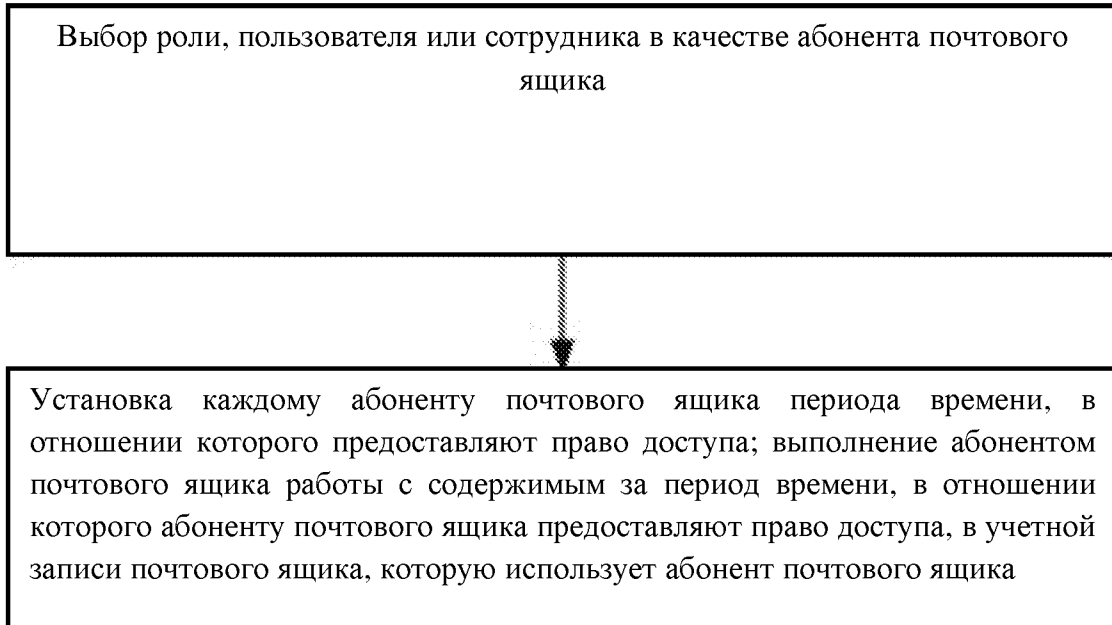 Выбор роли, пользователя или сотрудника в качестве абонента почтового
ящика
Установка каждому абоненту почтового ящика периода времени, в
отношении которого предоставляют право доступа; выполнение абонентом
почтового ящика работы с содержимым за период времени, в отношении
которого абоненту почтового ящика предоставляют право доступа, в учетной
записи почтового ящика, которую использует абонент почтового ящика